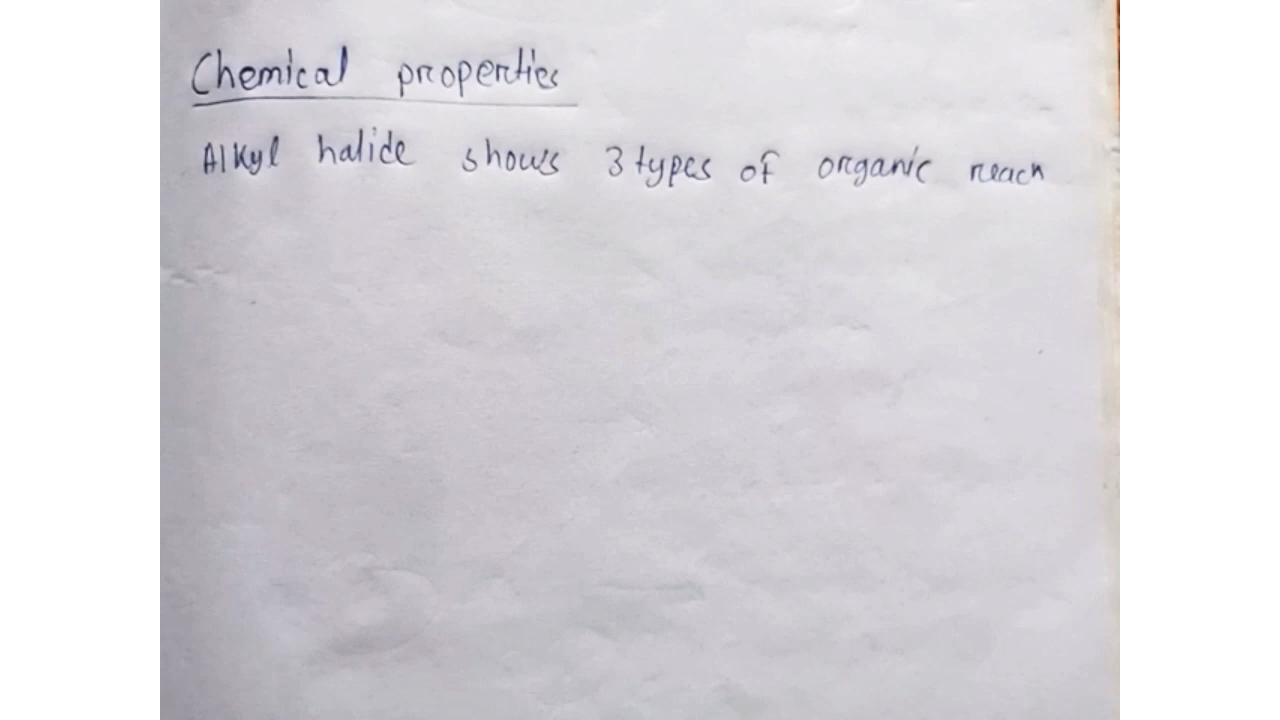 Chemical properties
Alkyl halide shows 3 types of organic reacn